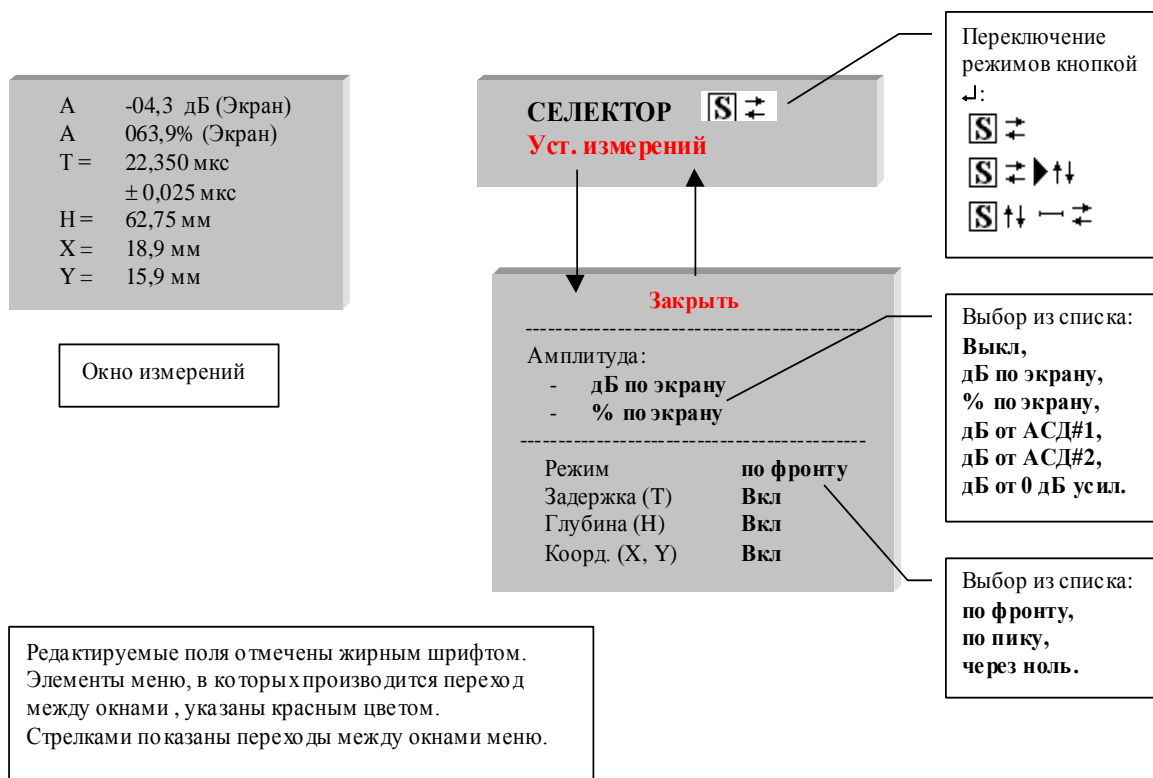 A -04,3 дБ (Экран)
A 063,9% (Экран)
T = 22,350 мкс
± 0,025 мкс
H = 62,75 мм
X = 18,9 мм
Y = 15,9 мм
Окно измерений
СЕЛЕКТОР S ⇄
Уст. измерений
Закрыть
Амплитуда:
- дБ по экрану
- % по экрану
Режим по фронту
Задержка (T) Вкл
Глубина (H) Вкл
Коорд. (X, Y) Вкл
Переключение
режимов кнопкой
↵:
S ⇄
S ⇄ ▶ ↑↓
S ↑↓ ⟷ ⇄
Выбор из списка:
Выкл,
дБ по экрану,
% по экрану,
дБ от АСД#1,
дБ от АСД#2,
дБ от 0 дБ усил.
Выбор из списка:
по фронту,
по пику,
через ноль.
Редактируемые поля отмечены жирным шрифтом.
Элементы меню, в которых производится переход
между окнами , указаны красным цветом.
Стрелками показаны переходы между окнами меню.